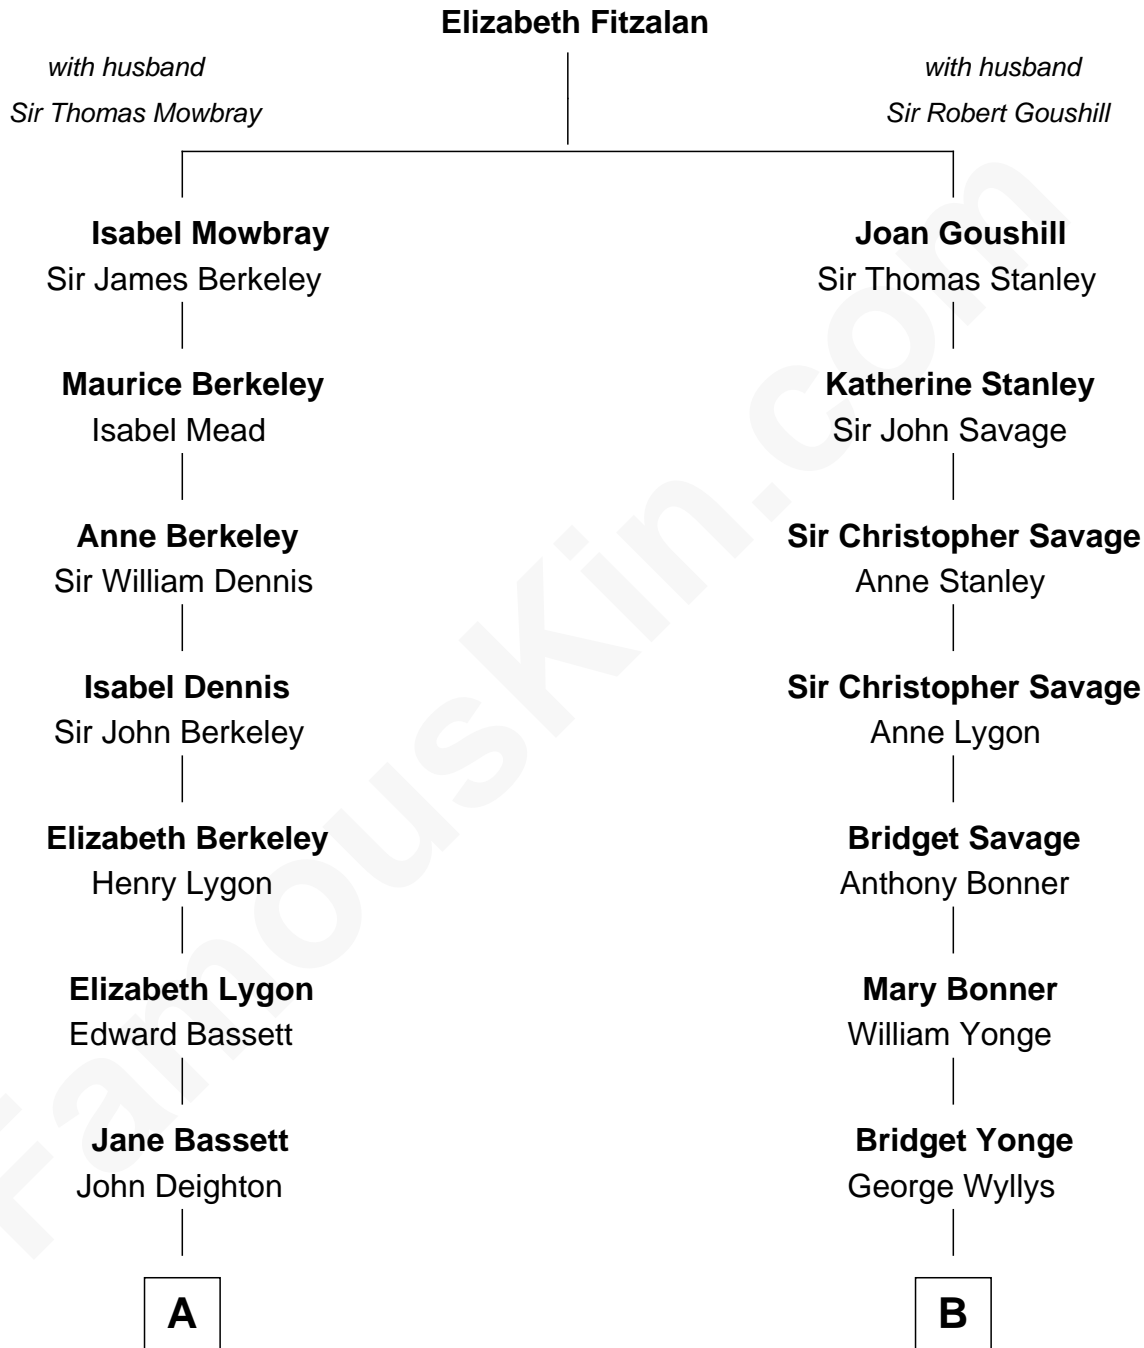 Elizabeth Fitzalan
with husband
Sir Thomas Mowbray
with husband
Sir Robert Goushill
Isabel Mowbray
Sir James Berkeley
Joan Goushill
Sir Thomas Stanley
Maurice Berkeley
Isabel Mead
Katherine Stanley
Sir John Savage
Anne Berkeley
Sir William Dennis
Sir Christopher Savage
Anne Stanley
Isabel Dennis
Sir John Berkeley
Sir Christopher Savage
Anne Lygon
Elizabeth Berkeley
Henry Lygon
Bridget Savage
Anthony Bonner
Elizabeth Lygon
Edward Bassett
Mary Bonner
William Yonge
Jane Bassett
John Deighton
Bridget Yonge
George Wyllys
A
B
FamousKin.com